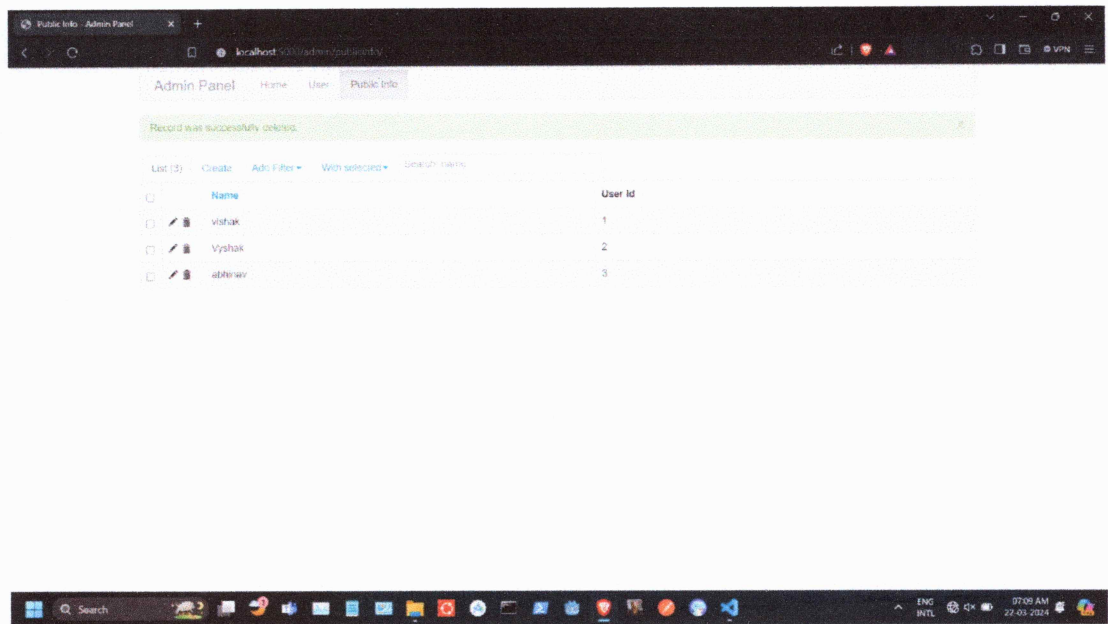 Public Info - Admin Panel
localhost:5000/admin/publicinfo/
VPN
Admin Panel Home User Public Info
Record was successfully deleted.
List (3) Create Add Filter With selected Search: name
Name User Id
vishak 1
Vyshak 2
abhinav 3
Search
ENG
INTL
07:09 AM
22-03-2024